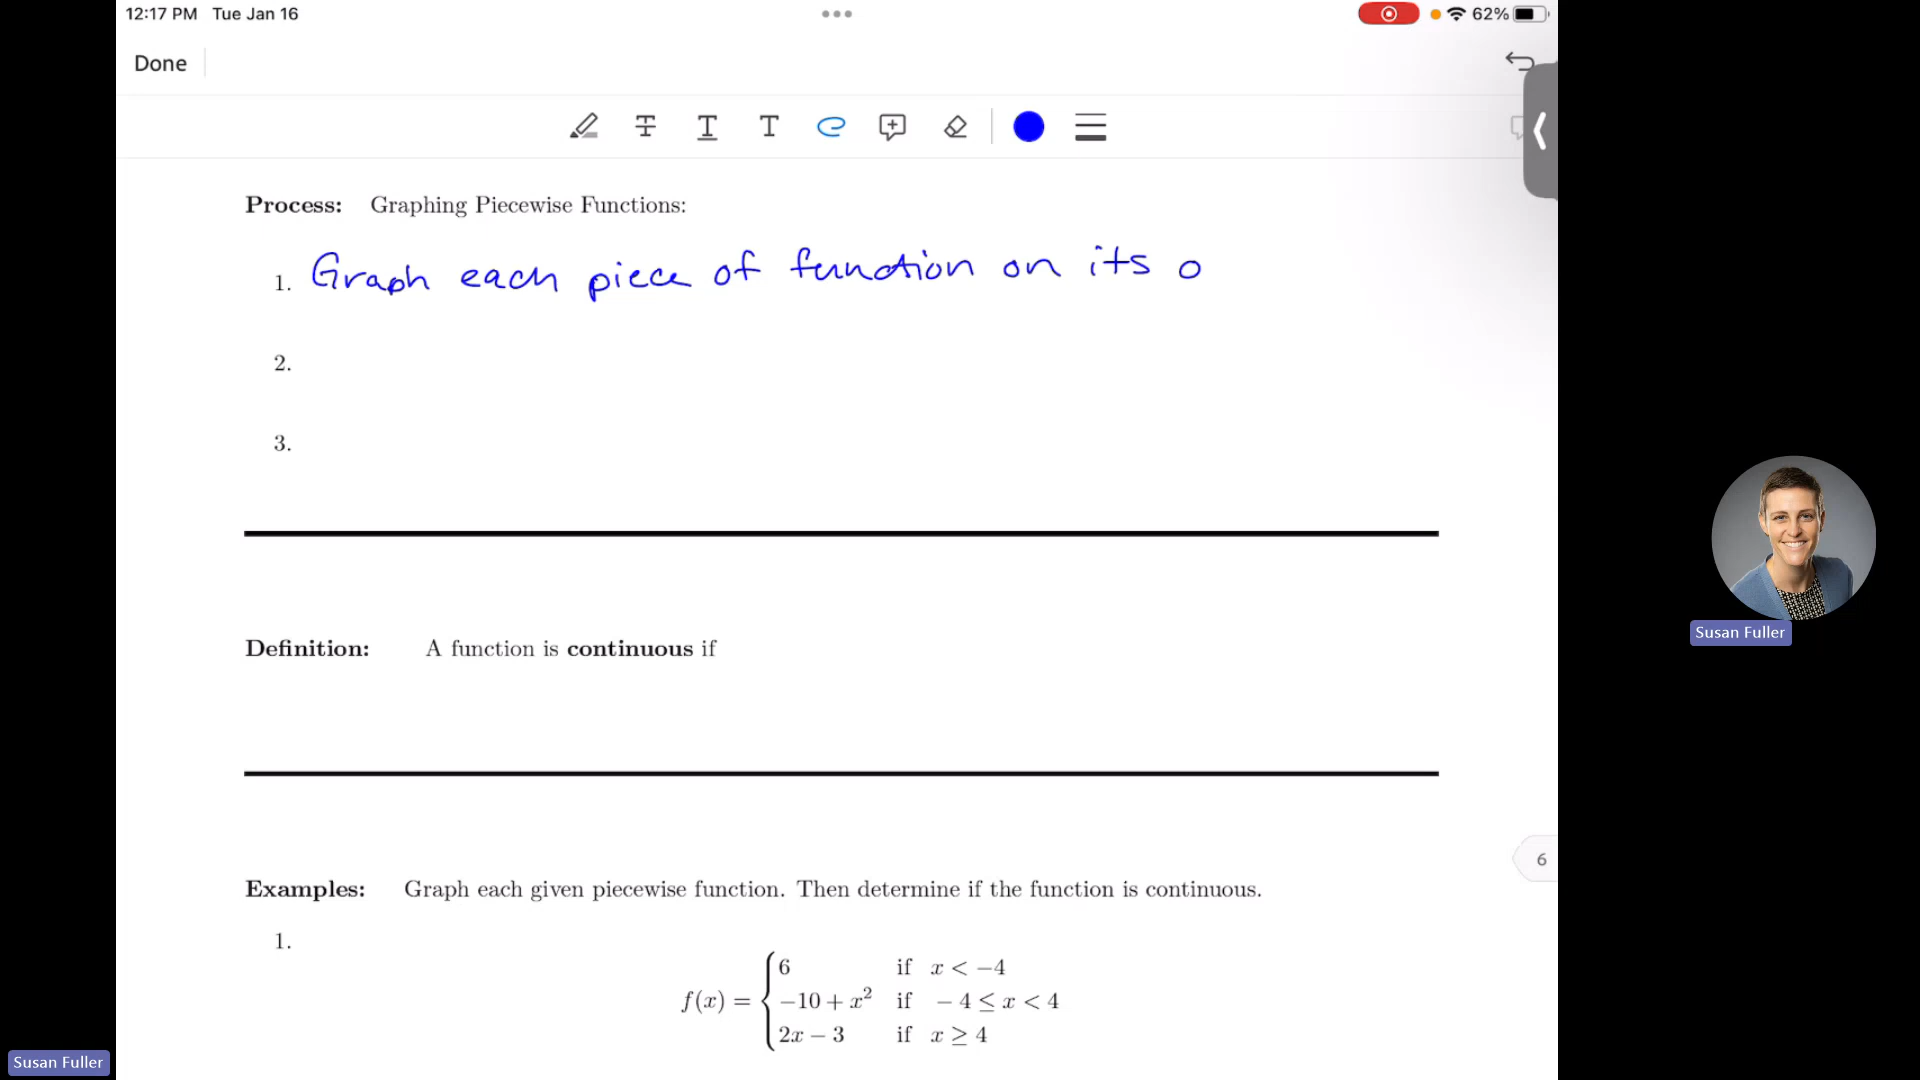 12:17 PM Tue Jan 16
62%
Done
Process: Graphing Piecewise Functions:
1. Graph each piece of function on its o
2.
3.
Definition: A function is continuous if
6
Examples: Graph each given piecewise function. Then determine if the function is continuous.
1.
f(x) = { 6 if x < −4
−10 + x² if −4 ≤ x < 4
2x − 3 if x ≥ 4
Susan Fuller
Susan Fuller